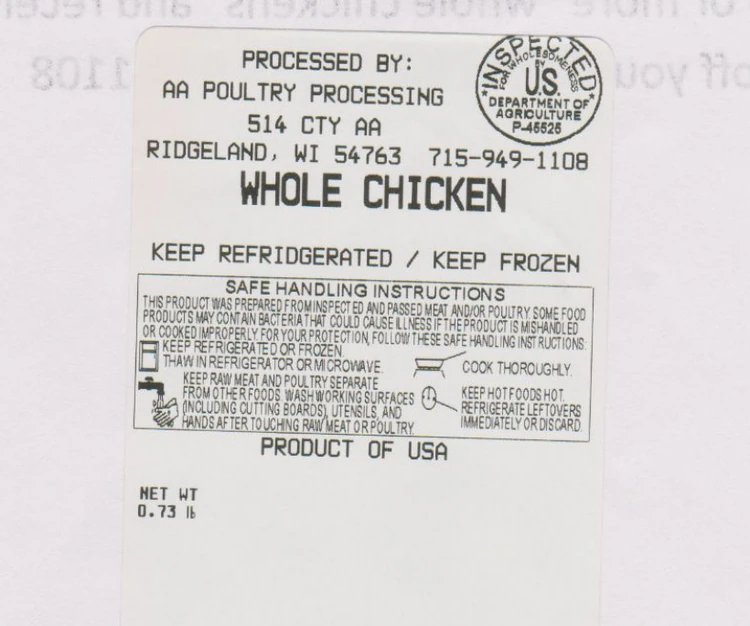 or more "whole chickens" and receive
off you
1108
PROCESSED BY:
AA POULTRY PROCESSING
514 CTY AA
RIDGELAND, WI 54763 715-949-1108
INSPECTED
FOR WHOLESOMENESS
BY
U.S.
DEPARTMENT OF
AGRICULTURE
P-45525
WHOLE CHICKEN
KEEP REFRIDGERATED / KEEP FROZEN
SAFE HANDLING INSTRUCTIONS
THIS PRODUCT WAS PREPARED FROM INSPECTED AND PASSED MEAT AND/OR POULTRY. SOME FOOD
PRODUCTS MAY CONTAIN BACTERIA THAT COULD CAUSE ILLNESS IF THE PRODUCT IS MISHANDLED
OR COOKED IMPROPERLY. FOR YOUR PROTECTION, FOLLOW THESE SAFE HANDLING INSTRUCTIONS:
KEEP REFRIGERATED OR FROZEN.
THAW IN REFRIGERATOR OR MICROWAVE.
COOK THOROUGHLY.
KEEP RAW MEAT AND POULTRY SEPARATE
FROM OTHER FOODS. WASH WORKING SURFACES
(INCLUDING CUTTING BOARDS), UTENSILS, AND
HANDS AFTER TOUCHING RAW MEAT OR POULTRY.
KEEP HOT FOODS HOT.
REFRIGERATE LEFTOVERS
IMMEDIATELY OR DISCARD.
PRODUCT OF USA
NET WT
0.73 lb